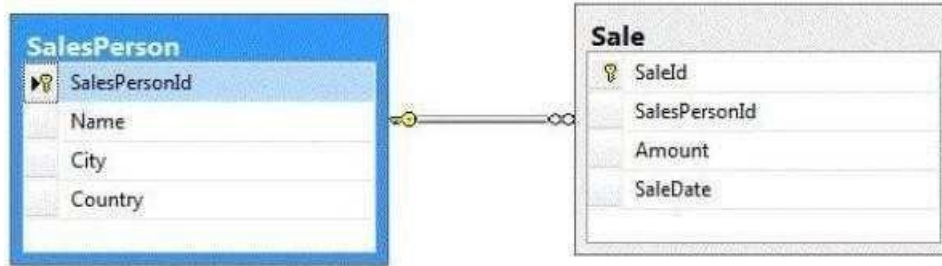 SalesPerson
SalesPersonId
Name
City
Country
Sale
SaleId
SalesPersonId
Amount
SaleDate